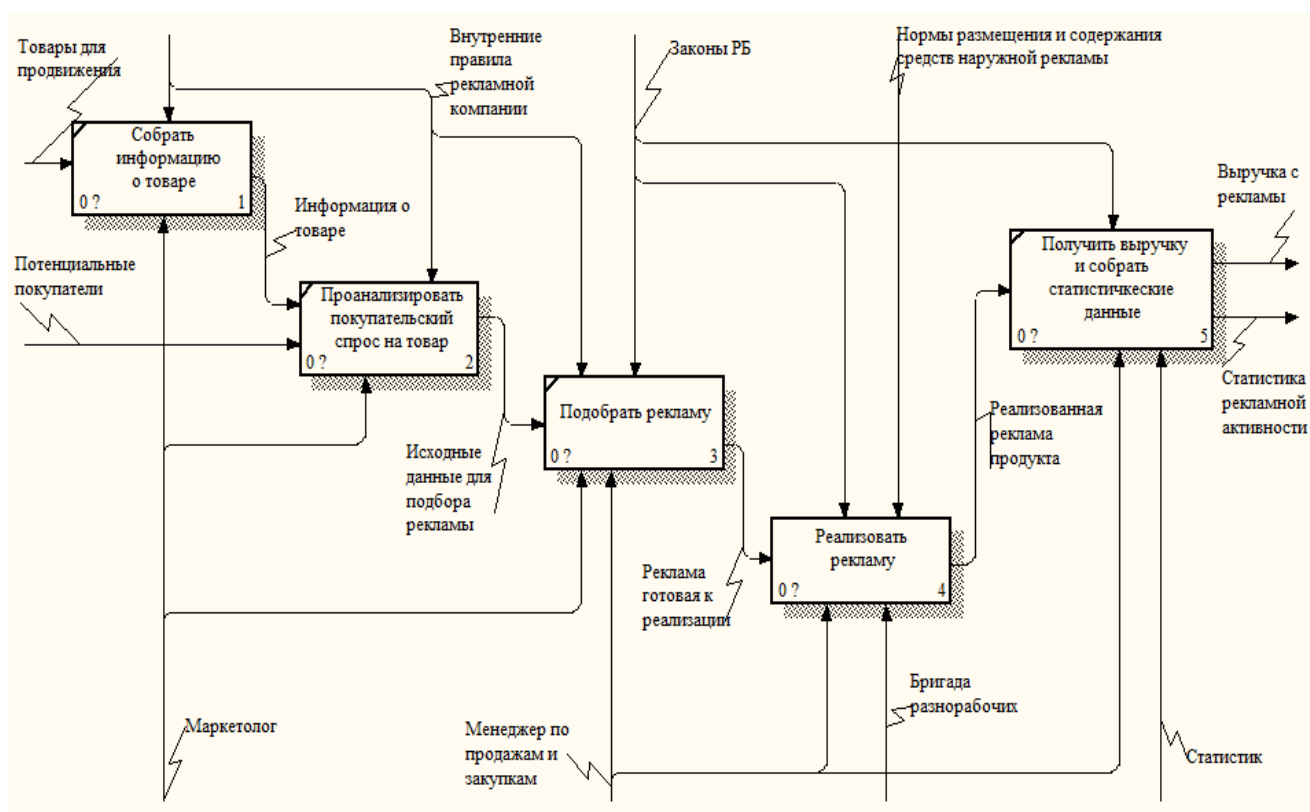 Товары для
продвижения
Внутренние
правила
рекламной
компании
Законы РБ
Нормы размещения и содержания
средств наружной рекламы
Собрать
информацию
о товаре
0 ?
1
Информация о
товаре
Потенциальные
покупатели
Проанализировать
покупательский
спрос на товар
0 ?
2
Исходные
данные для
подбора
рекламы
Подобрать рекламу
0 ?
3
Реклама
готовая к
реализации
Реализовать
рекламу
0 ?
4
Реализованная
реклама
продукта
Получить выручку
и собрать
статистичкеские
данные
0 ?
5
Выручка с
рекламы
Статистика
рекламной
активности
Маркетолог
Менеджер по
продажам и
закупкам
Бригада
разнорабочих
Статистик